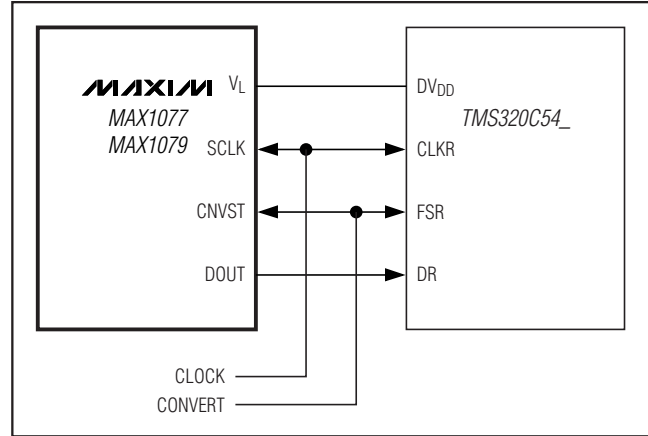 MAXIM
MAX1077
MAX1079
VL
SCLK
CNVST
DOUT
DVDD
TMS320C54_
CLKR
FSR
DR
CLOCK
CONVERT